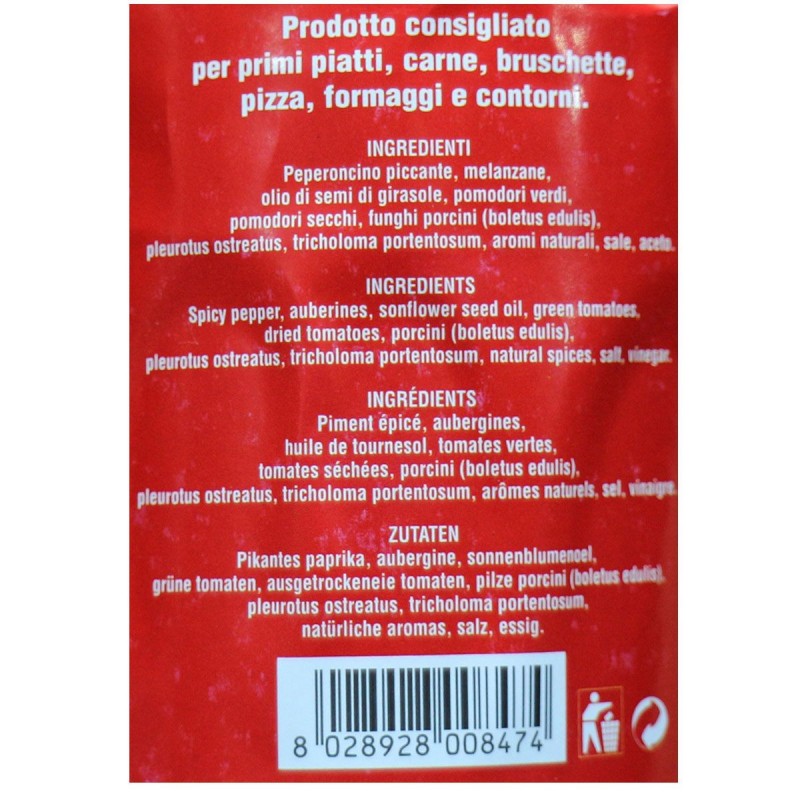 Prodotto consigliato
per primi piatti, carne, bruschette,
pizza, formaggi e contorni.
INGREDIENTI
Peperoncino piccante, melanzane,
olio di semi di girasole, pomodori verdi,
pomodori secchi, funghi porcini (boletus edulis),
pleurotus ostreatus, tricholoma portentosum, aromi naturali, sale, aceto.
INGREDIENTS
Spicy pepper, auberines, sonflower seed oil, green tomatoes,
dried tomatoes, porcini (boletus edulis),
pleurotus ostreatus, tricholoma portentosum, natural spices, salt, vinegar.
INGRÉDIENTS
Piment épicé, aubergines,
huile de tournesol, tomates vertes,
tomates séchées, porcini (boletus edulis),
pleurotus ostreatus, tricholoma portentosum, arômes naturels, sel, vinaigre.
ZUTATEN
Pikantes paprika, aubergine, sonnenblumenoel,
grüne tomaten, ausgetrockeneie tomaten, pilze porcini (boletus edulis),
pleurotus ostreatus, tricholoma portentosum,
natürliche aromas, salz, essig.
8 028928 008474